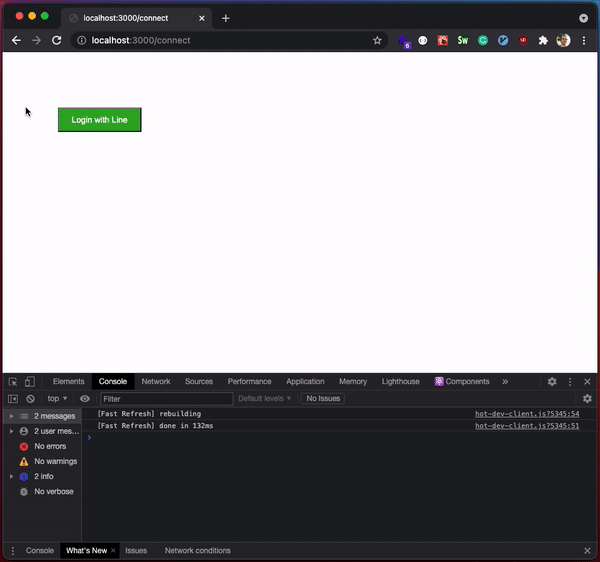 localhost:3000/connect
localhost:3000/connect
6
Sw
Login with Line
Elements Console Network Sources Performance Application Memory Lighthouse Components »
top Filter Default levels No Issues
2 messages
2 user mes...
No errors
No warnings
2 info
No verbose
[Fast Refresh] rebuilding hot-dev-client.js?5345:54
[Fast Refresh] done in 132ms hot-dev-client.js?5345:51
Console What's New Issues Network conditions